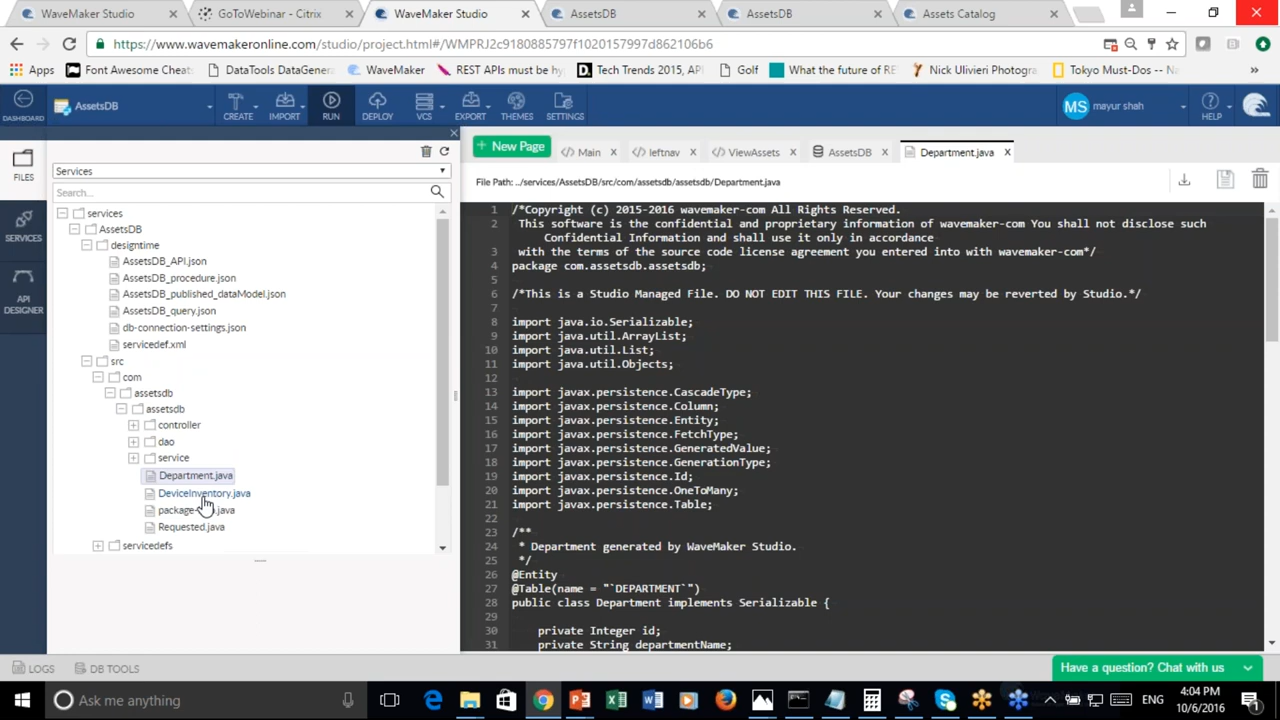 WaveMaker Studio
GoToWebinar - Citrix
WaveMaker Studio
AssetsDB
AssetsDB
Assets Catalog
https://www.wavemakeronline.com/studio/project.html#/WMPRJ2c9180885797f1020157997d862106b6
Apps
Font Awesome Cheats
DataTools DataGenera
WaveMaker
REST APIs must be hy
Tech Trends 2015, API
Golf
What the future of RE
Nick Ulivieri Photogra
Tokyo Must-Dos -- Na
»
DASHBOARD
AssetsDB
CREATE
IMPORT
RUN
DEPLOY
VCS
EXPORT
THEMES
SETTINGS
MS
mayur shah
HELP
FILES
SERVICES
API
DESIGNER
Services
Search...
services
AssetsDB
designtime
AssetsDB_API.json
AssetsDB_procedure.json
AssetsDB_published_dataModel.json
AssetsDB_query.json
db-connection-settings.json
servicedef.xml
src
com
assetsdb
assetsdb
controller
dao
service
Department.java
DeviceInventory.java
Requested.java
servicedefs
+ New Page
</> Main
</> leftnav
</> ViewAssets
AssetsDB
Department.java
File Path: ../services/AssetsDB/src/com/assetsdb/assetsdb/Department.java
1 /*Copyright (c) 2015-2016 wavemaker-com All Rights Reserved.
2 This software is the confidential and proprietary information of wavemaker-com You shall not disclose such
Confidential Information and shall use it only in accordance
3 with the terms of the source code license agreement you entered into with wavemaker-com*/
4 package com.assetsdb.assetsdb;
5
6 /*This is a Studio Managed File. DO NOT EDIT THIS FILE. Your changes may be reverted by Studio.*/
7
8 import java.io.Serializable;
9 import java.util.ArrayList;
10 import java.util.List;
11 import java.util.Objects;
12
13 import javax.persistence.CascadeType;
14 import javax.persistence.Column;
15 import javax.persistence.Entity;
16 import javax.persistence.FetchType;
17 import javax.persistence.GeneratedValue;
18 import javax.persistence.GenerationType;
19 import javax.persistence.Id;
20 import javax.persistence.OneToMany;
21 import javax.persistence.Table;
22
23 /**
24 * Department generated by WaveMaker Studio.
25 */
26 @Entity
27 @Table(name = "`DEPARTMENT`")
28 public class Department implements Serializable {
29
30 private Integer id;
31 private String departmentName;
LOGS
DB TOOLS
Have a question? Chat with us
Ask me anything
ENG
4:04 PM
10/6/2016